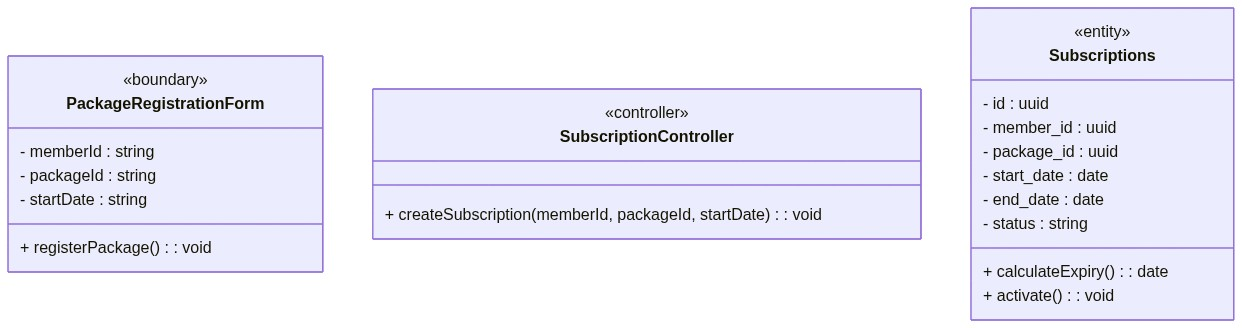 «boundary»
PackageRegistrationForm
- memberId : string
- packageId : string
- startDate : string
+ registerPackage() : : void
«controller»
SubscriptionController
+ createSubscription(memberId, packageId, startDate) : : void
«entity»
Subscriptions
- id : uuid
- member_id : uuid
- package_id : uuid
- start_date : date
- end_date : date
- status : string
+ calculateExpiry() : : date
+ activate() : : void